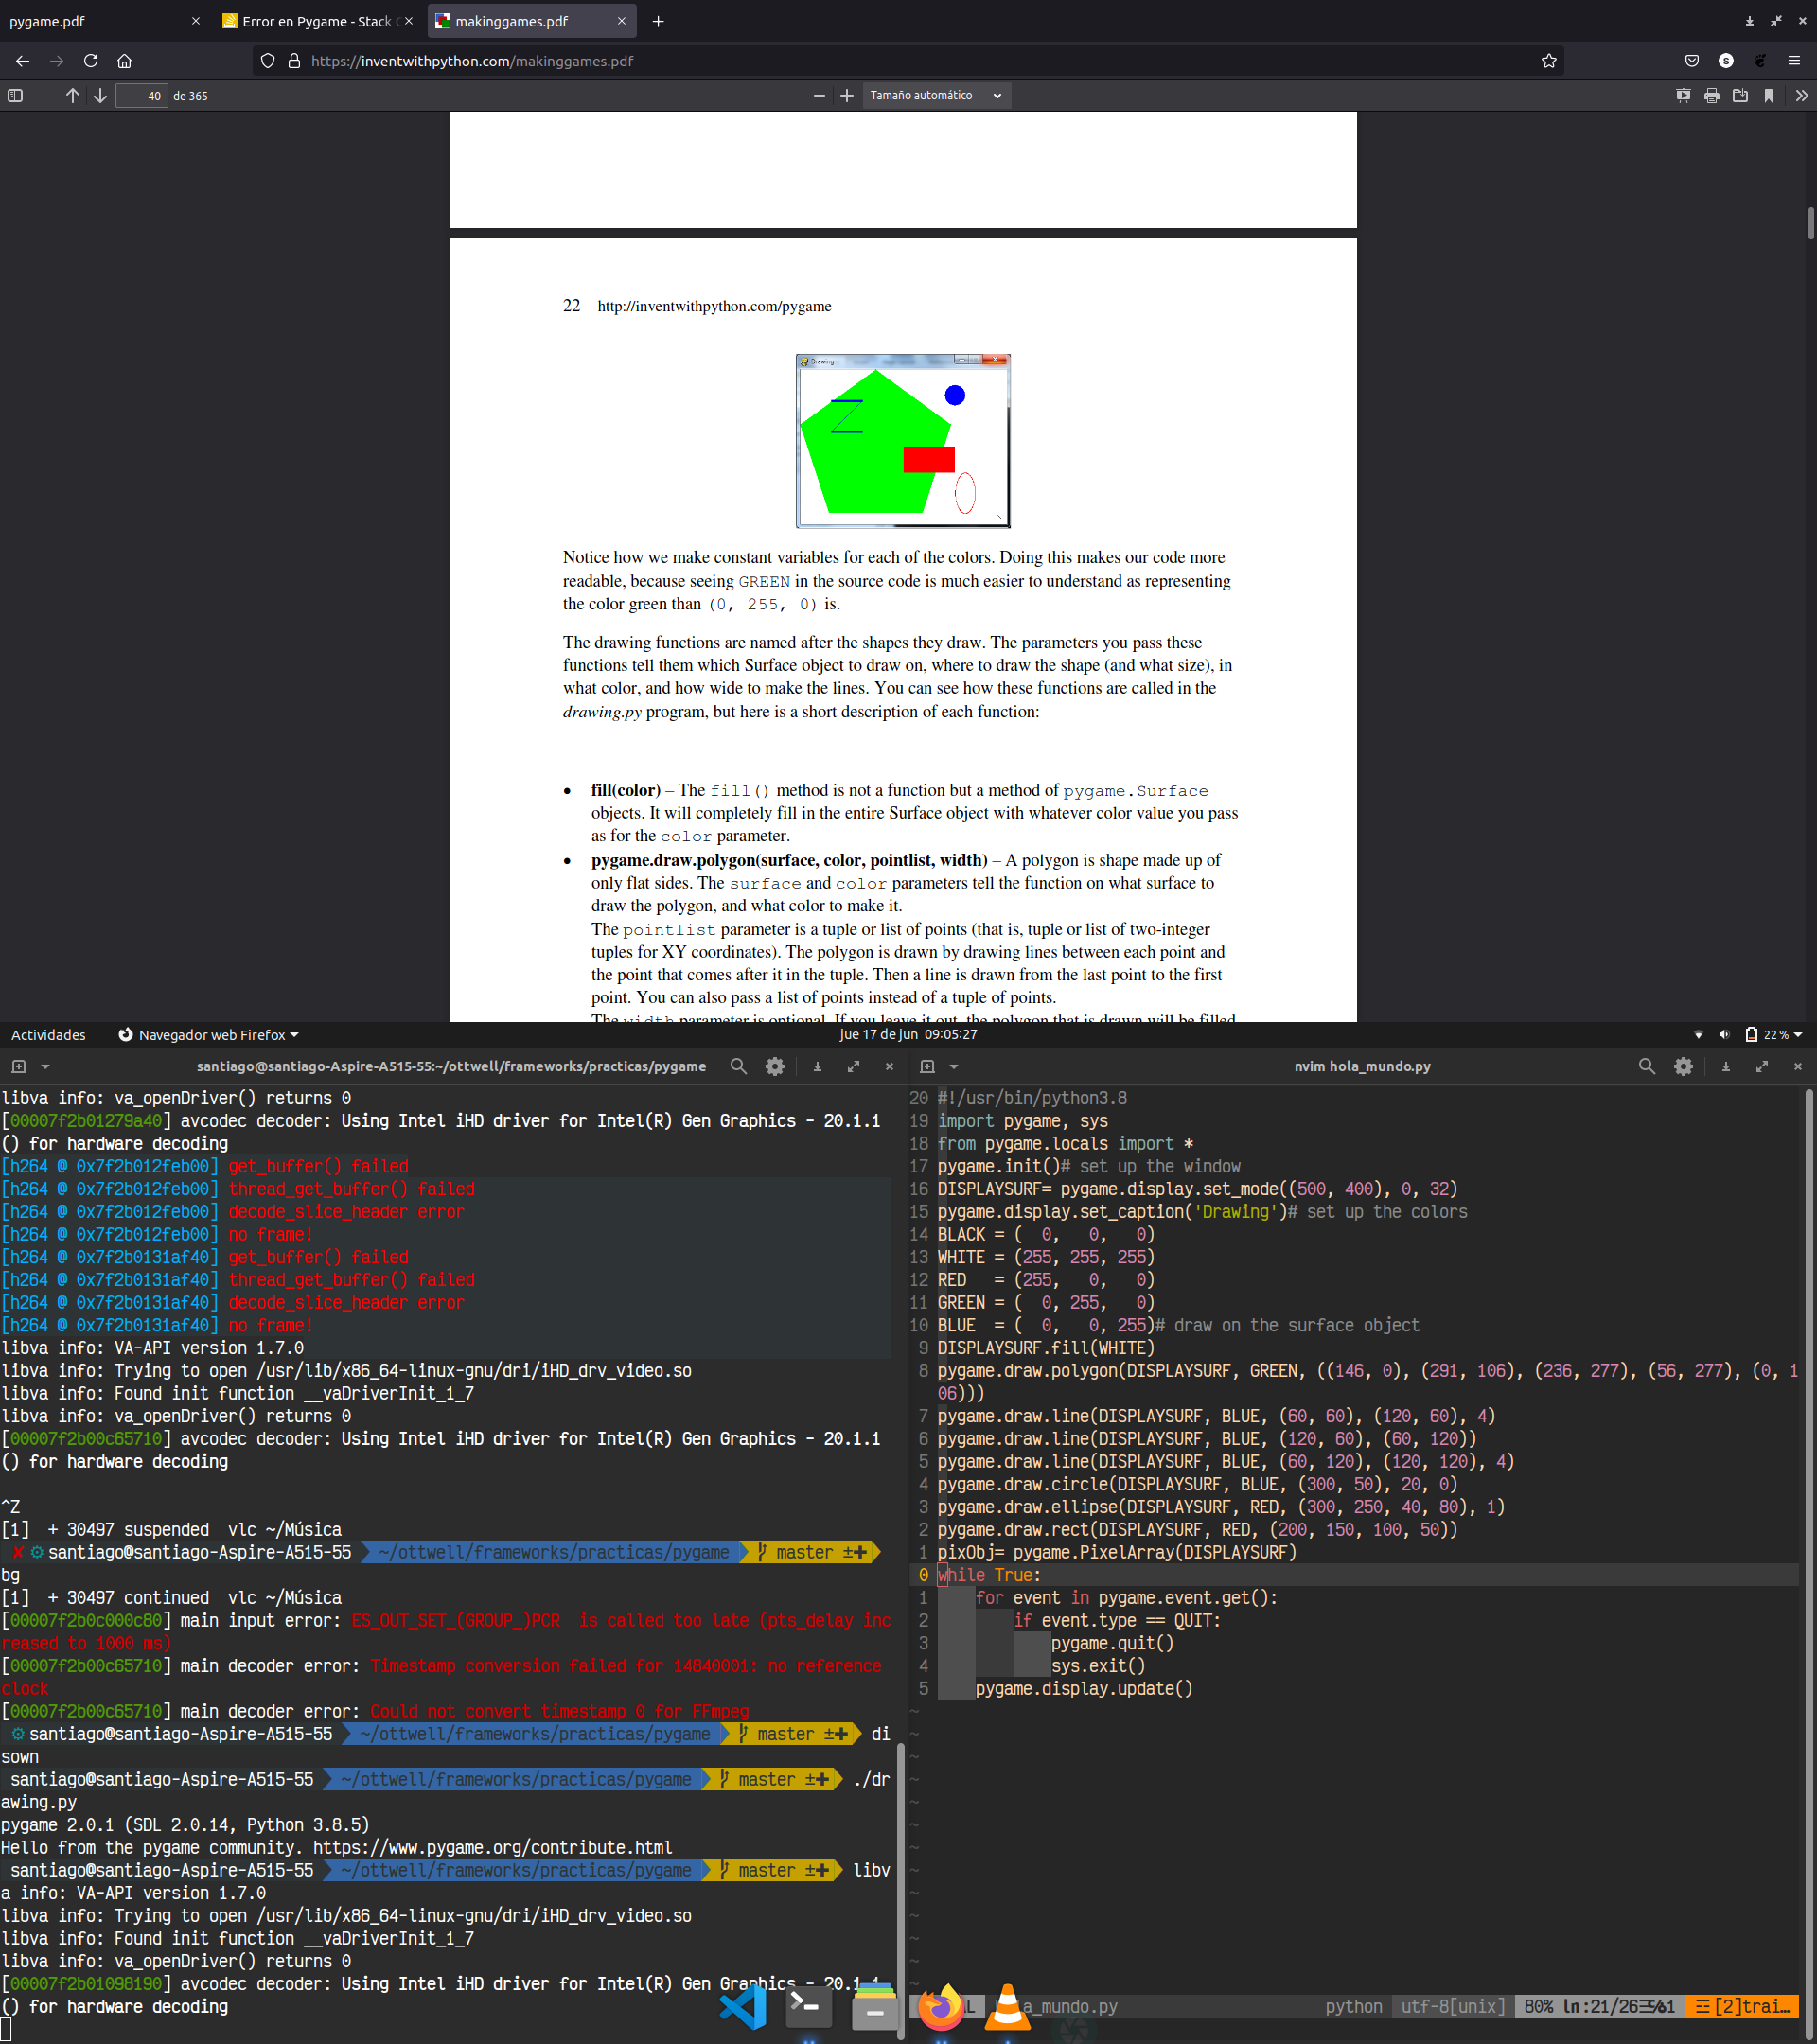 pygame.pdf
Error en Pygame - Stack
makinggames.pdf
https://inventwithpython.com/makinggames.pdf
40 de 365
Tamaño automático
22 http://inventwithpython.com/pygame
Drawing
Notice how we make constant variables for each of the colors. Doing this makes our code more
readable, because seeing GREEN in the source code is much easier to understand as representing
the color green than (0, 255, 0) is.
The drawing functions are named after the shapes they draw. The parameters you pass these
functions tell them which Surface object to draw on, where to draw the shape (and what size), in
what color, and how wide to make the lines. You can see how these functions are called in the
drawing.py program, but here is a short description of each function:
• fill(color) – The fill() method is not a function but a method of pygame.Surface
objects. It will completely fill in the entire Surface object with whatever color value you pass
as for the color parameter.
• pygame.draw.polygon(surface, color, pointlist, width) – A polygon is shape made up of
only flat sides. The surface and color parameters tell the function on what surface to
draw the polygon, and what color to make it.
The pointlist parameter is a tuple or list of points (that is, tuple or list of two-integer
tuples for XY coordinates). The polygon is drawn by drawing lines between each point and
the point that comes after it in the tuple. Then a line is drawn from the last point to the first
point. You can also pass a list of points instead of a tuple of points.
The width parameter is optional. If you leave it out, the polygon that is drawn will be filled
Actividades
Navegador web Firefox
jue 17 de jun 09:05:27
22 %
santiago@santiago-Aspire-A515-55:~/ottwell/frameworks/practicas/pygame
libva info: va_openDriver() returns 0
[00007f2b01279a40] avcodec decoder: Using Intel iHD driver for Intel(R) Gen Graphics - 20.1.1
() for hardware decoding
[h264 @ 0x7f2b012feb00] get_buffer() failed
[h264 @ 0x7f2b012feb00] thread_get_buffer() failed
[h264 @ 0x7f2b012feb00] decode_slice_header error
[h264 @ 0x7f2b012feb00] no frame!
[h264 @ 0x7f2b0131af40] get_buffer() failed
[h264 @ 0x7f2b0131af40] thread_get_buffer() failed
[h264 @ 0x7f2b0131af40] decode_slice_header error
[h264 @ 0x7f2b0131af40] no frame!
libva info: VA-API version 1.7.0
libva info: Trying to open /usr/lib/x86_64-linux-gnu/dri/iHD_drv_video.so
libva info: Found init function __vaDriverInit_1_7
libva info: va_openDriver() returns 0
[00007f2b00c65710] avcodec decoder: Using Intel iHD driver for Intel(R) Gen Graphics - 20.1.1
() for hardware decoding
^Z
[1]  + 30497 suspended  vlc ~/Música
✘ ⚙ santiago@santiago-Aspire-A515-55 ~/ottwell/frameworks/practicas/pygame master ±✚
bg
[1]  + 30497 continued  vlc ~/Música
[00007f2b0c000c80] main input error: ES_OUT_SET_(GROUP_)PCR  is called too late (pts_delay inc
reased to 1000 ms)
[00007f2b00c65710] main decoder error: Timestamp conversion failed for 14840001: no reference
clock
[00007f2b00c65710] main decoder error: Could not convert timestamp 0 for FFmpeg
⚙ santiago@santiago-Aspire-A515-55 ~/ottwell/frameworks/practicas/pygame master ±✚ di
sown
santiago@santiago-Aspire-A515-55 ~/ottwell/frameworks/practicas/pygame master ±✚ ./dr
awing.py
pygame 2.0.1 (SDL 2.0.14, Python 3.8.5)
Hello from the pygame community. https://www.pygame.org/contribute.html
santiago@santiago-Aspire-A515-55 ~/ottwell/frameworks/practicas/pygame master ±✚ libv
a info: VA-API version 1.7.0
libva info: Trying to open /usr/lib/x86_64-linux-gnu/dri/iHD_drv_video.so
libva info: Found init function __vaDriverInit_1_7
libva info: va_openDriver() returns 0
[00007f2b01098190] avcodec decoder: Using Intel iHD driver for Intel(R) Gen Graphics - 20.1.1
() for hardware decoding
nvim hola_mundo.py
20 #!/usr/bin/python3.8
19 import pygame, sys
18 from pygame.locals import *
17 pygame.init()# set up the window
16 DISPLAYSURF= pygame.display.set_mode((500, 400), 0, 32)
15 pygame.display.set_caption('Drawing')# set up the colors
14 BLACK = (  0,   0,   0)
13 WHITE = (255, 255, 255)
12 RED   = (255,   0,   0)
11 GREEN = (  0, 255,   0)
10 BLUE  = (  0,   0, 255)# draw on the surface object
9 DISPLAYSURF.fill(WHITE)
8 pygame.draw.polygon(DISPLAYSURF, GREEN, ((146, 0), (291, 106), (236, 277), (56, 277), (0, 1
06)))
7 pygame.draw.line(DISPLAYSURF, BLUE, (60, 60), (120, 60), 4)
6 pygame.draw.line(DISPLAYSURF, BLUE, (120, 60), (60, 120))
5 pygame.draw.line(DISPLAYSURF, BLUE, (60, 120), (120, 120), 4)
4 pygame.draw.circle(DISPLAYSURF, BLUE, (300, 50), 20, 0)
3 pygame.draw.ellipse(DISPLAYSURF, RED, (300, 250, 40, 80), 1)
2 pygame.draw.rect(DISPLAYSURF, RED, (200, 150, 100, 50))
1 pixObj= pygame.PixelArray(DISPLAYSURF)
0 while True:
1     for event in pygame.event.get():
2         if event.type == QUIT:
3             pygame.quit()
4             sys.exit()
5     pygame.display.update()
a_mundo.py python utf-8[unix] 80% ln:21/26 [2]trai…